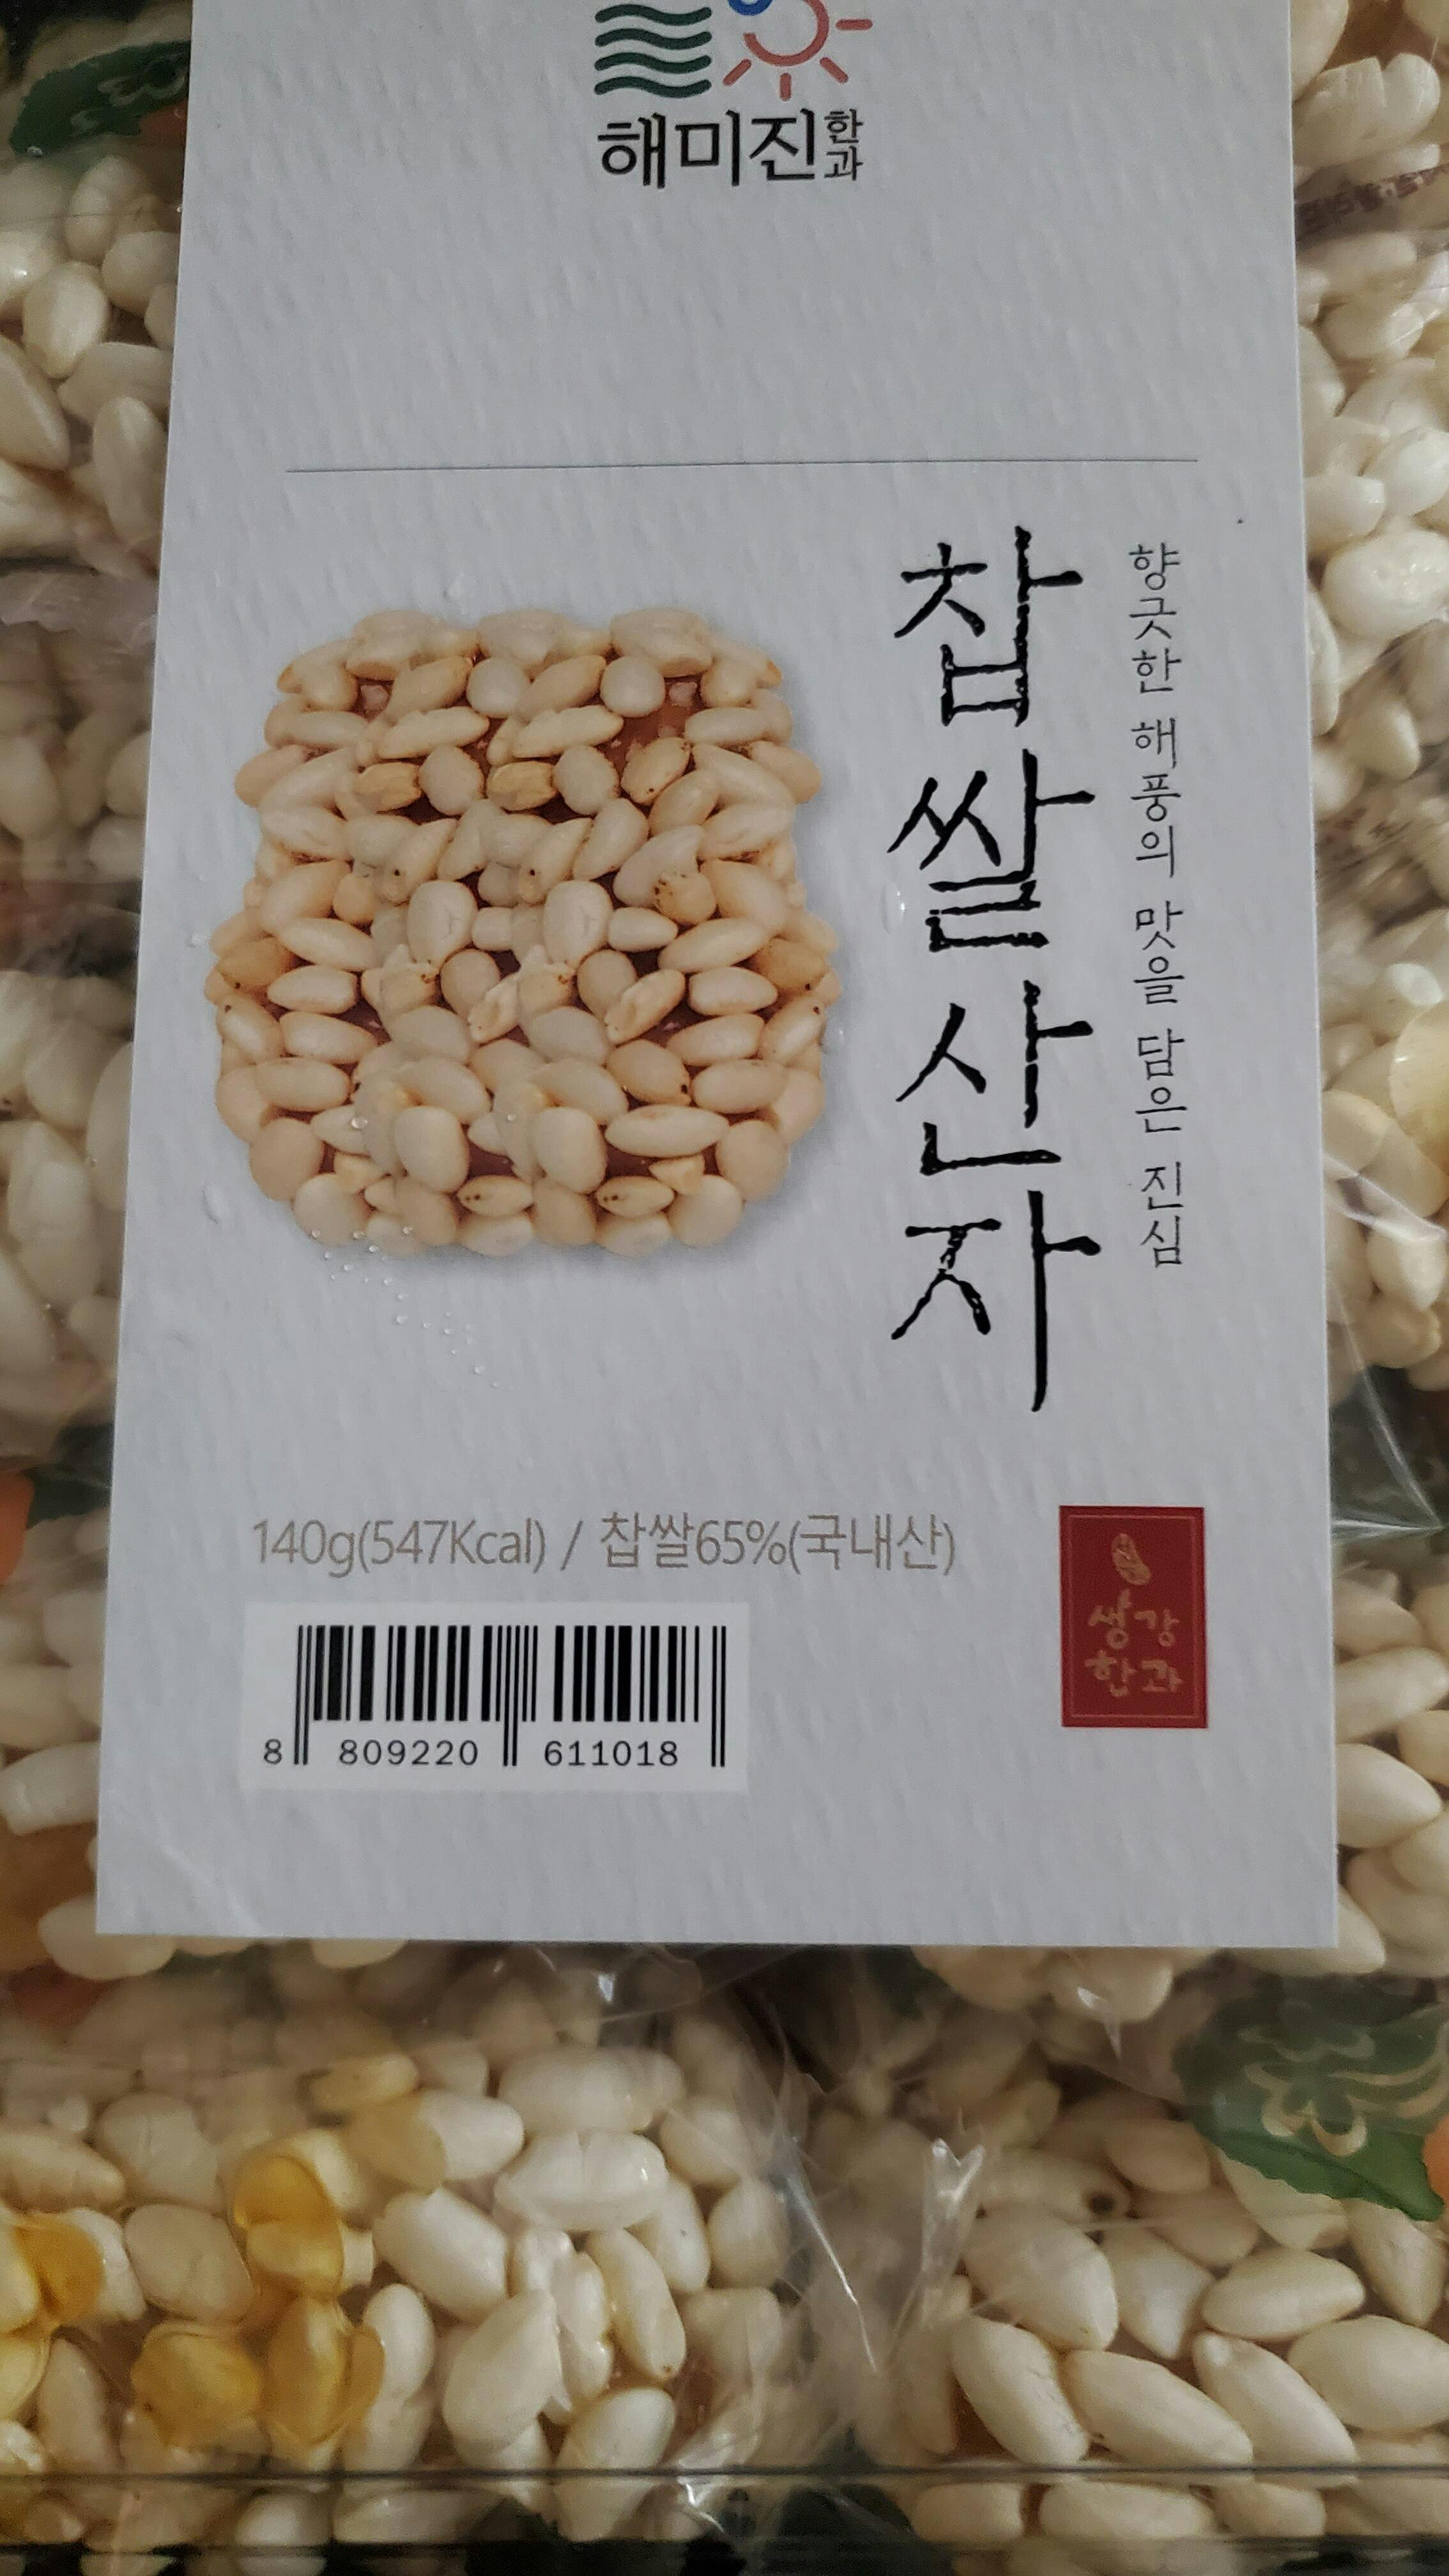 해미진한과
향긋한 해풍의 맛을 담은 진심
찹쌀산자
140g(547Kcal) / 찹쌀65%(국내산)
생강
한과
8 809220 611018